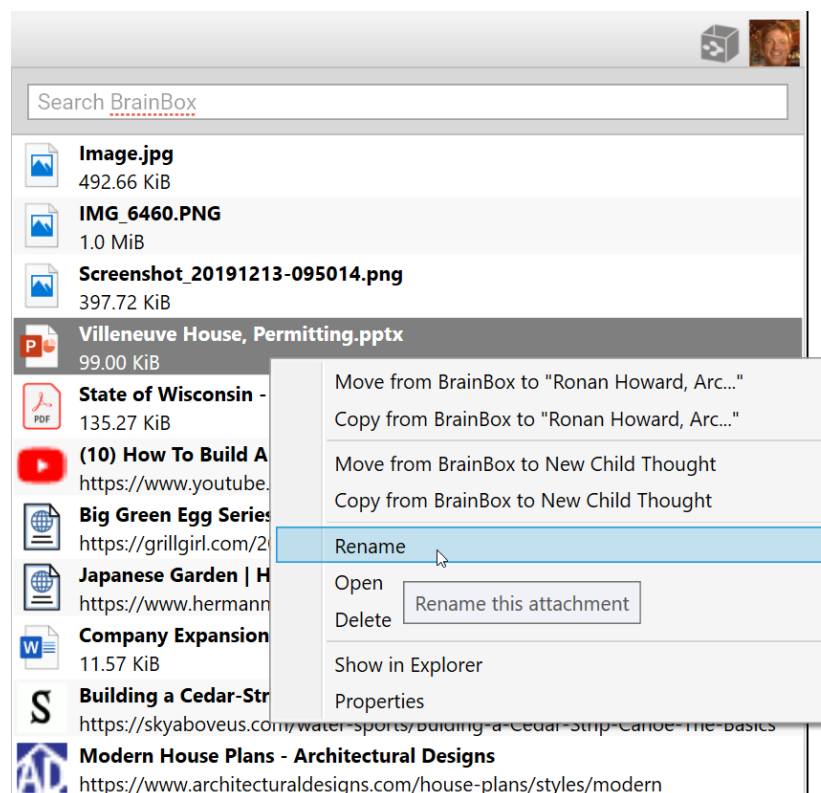 Search BrainBox
Image.jpg
492.66 KiB
IMG_6460.PNG
1.0 MiB
Screenshot_20191213-095014.png
397.72 KiB
Villeneuve House, Permitting.pptx
99.00 KiB
State of Wisconsin -
135.27 KiB
(10) How To Build A
https://www.youtube.
Big Green Egg Series
https://grillgirl.com/2
Japanese Garden | H
https://www.hermann
Company Expansion
11.57 KiB
Building a Cedar-Str
https://skyaboveus.com/water-sports/Building-a-Cedar-Strip-Canoe-The-Basics
Modern House Plans - Architectural Designs
https://www.architecturaldesigns.com/house-plans/styles/modern
Move from BrainBox to "Ronan Howard, Arc..."
Copy from BrainBox to "Ronan Howard, Arc..."
Move from BrainBox to New Child Thought
Copy from BrainBox to New Child Thought
Rename
Open
Delete
Rename this attachment
Show in Explorer
Properties
P
PDF
W
S
AD